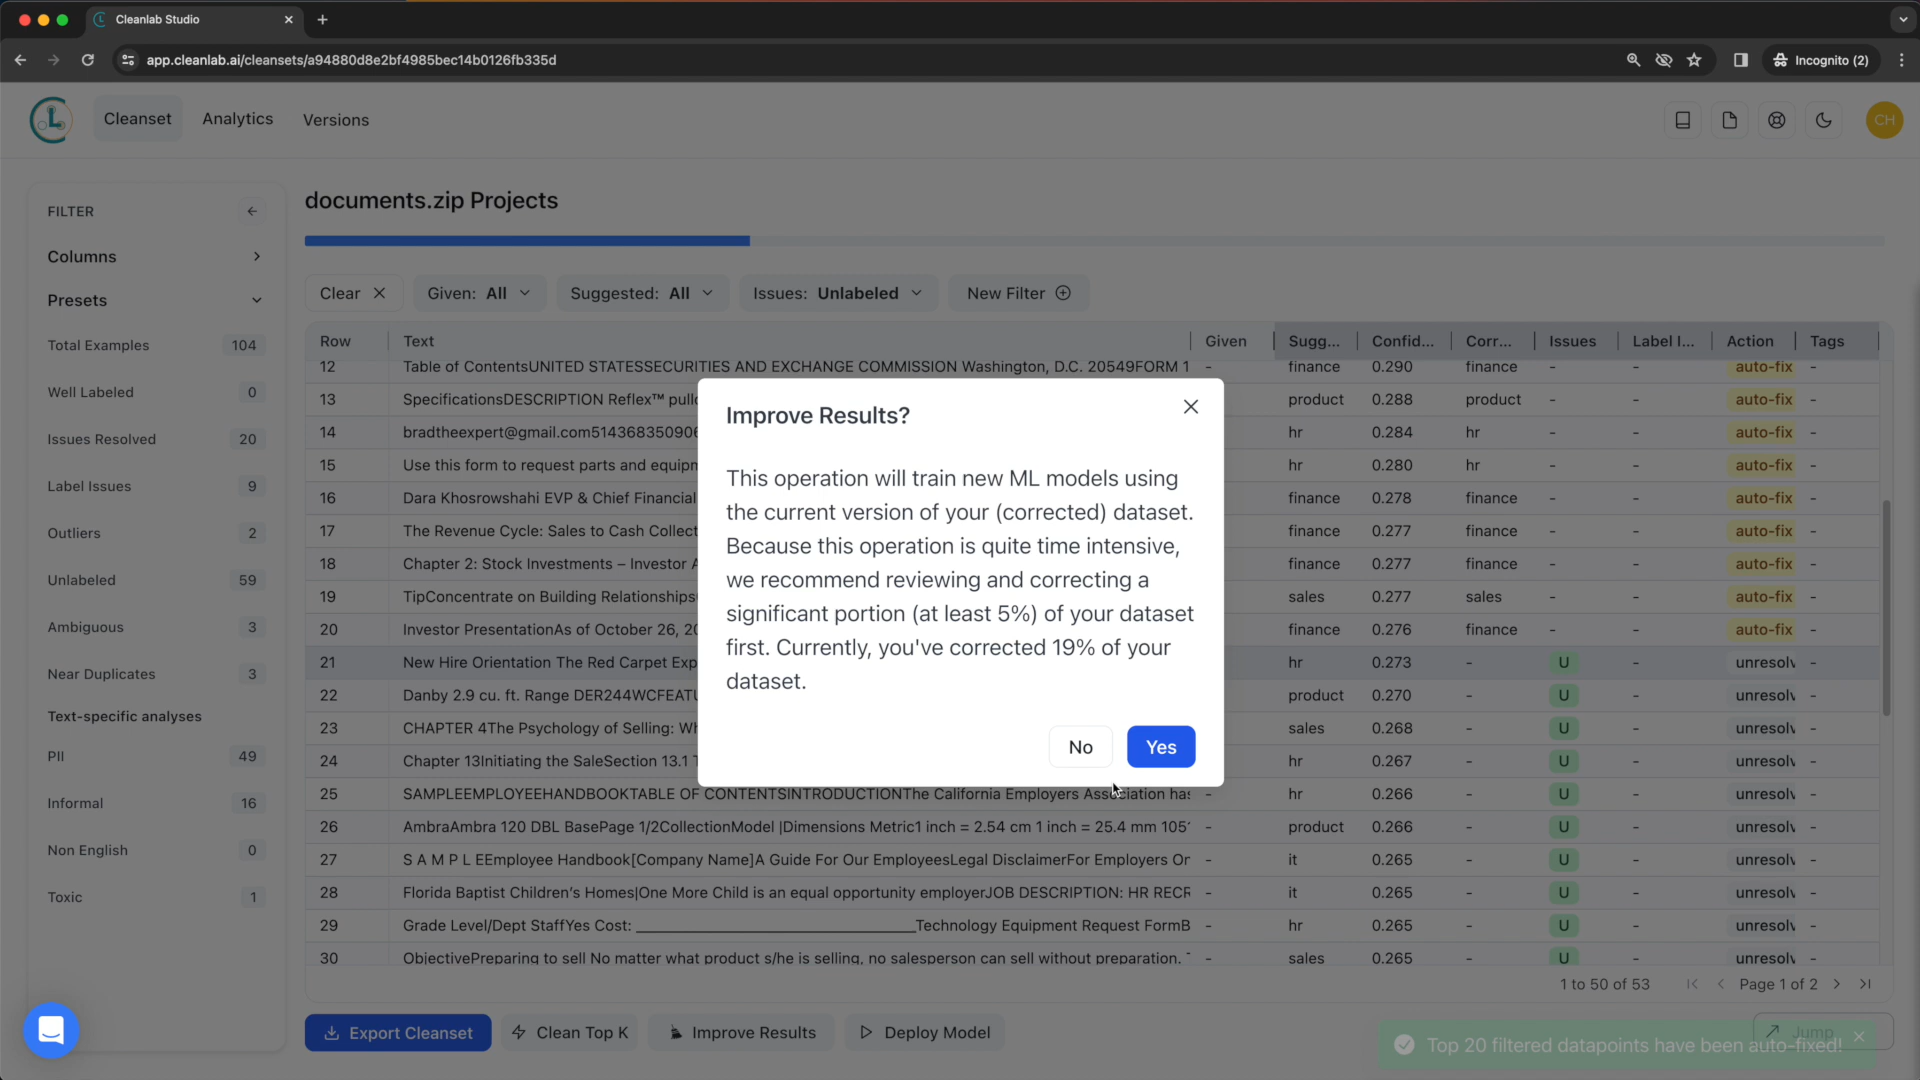 Cleanlab Studio
app.cleanlab.ai/cleansets/a94880d8e2bf4985bec14b0126fb335d
Incognito (2)
Cleanset
Analytics
Versions
CH
FILTER
Columns
Presets
Total Examples 104
Well Labeled 0
Issues Resolved 20
Label Issues 9
Outliers 2
Unlabeled 59
Ambiguous 3
Near Duplicates 3
Text-specific analyses
PII 49
Informal 16
Non English 0
Toxic 1
documents.zip Projects
Clear
Given: All
Suggested: All
Issues: Unlabeled
New Filter
Row Text Given Sugg... Confid... Corr... Issues Label I... Action Tags
12 Table of ContentsUNITED STATESSECURITIES AND EXCHANGE COMMISSION Washington, D.C. 20549FORM 1 - finance 0.290 finance - - auto-fix -
13 SpecificationsDESCRIPTION Reflex™ pull product 0.288 product - - auto-fix -
14 bradtheexpert@gmail.com51436835090 hr 0.284 hr - - auto-fix -
15 Use this form to request parts and equipm hr 0.280 hr - - auto-fix -
16 Dara Khosrowshahi EVP & Chief Financial finance 0.278 finance - - auto-fix -
17 The Revenue Cycle: Sales to Cash Collect finance 0.277 finance - - auto-fix -
18 Chapter 2: Stock Investments – Investor A finance 0.277 finance - - auto-fix -
19 TipConcentrate on Building Relationships sales 0.277 sales - - auto-fix -
20 Investor PresentationAs of October 26, 20 finance 0.276 finance - - auto-fix -
21 New Hire Orientation The Red Carpet Exp hr 0.273 - U - unresolv -
22 Danby 2.9 cu. ft. Range DER244WCFEATU product 0.270 - U - unresolv -
23 CHAPTER 4The Psychology of Selling: Wh sales 0.268 - U - unresolv -
24 Chapter 13Initiating the SaleSection 13.1 T hr 0.267 - U - unresolv -
25 SAMPLEEMPLOYEEHANDBOOKTABLE OF CONTENTSINTRODUCTIONThe California Employers Association has - hr 0.266 - U - unresolv -
26 AmbraAmbra 120 DBL BasePage 1/2CollectionModel |Dimensions Metric1 inch = 2.54 cm 1 inch = 25.4 mm 105 - product 0.266 - U - unresolv -
27 S A M P L EEmployee Handbook[Company Name]A Guide For Our EmployeesLegal DisclaimerFor Employers Or - it 0.265 - U - unresolv -
28 Florida Baptist Children's Homes|One More Child is an equal opportunity employerJOB DESCRIPTION: HR RECR - it 0.265 - U - unresolv -
29 Grade Level/Dept StaffYes Cost: ______________________________Technology Equipment Request FormB - hr 0.265 - U - unresolv -
30 ObjectivePreparing to sell No matter what product s/he is selling, no salesperson can sell without preparation. - sales 0.265 - U - unresolv -
1 to 50 of 53
Page 1 of 2
Improve Results?
This operation will train new ML models using
the current version of your (corrected) dataset.
Because this operation is quite time intensive,
we recommend reviewing and correcting a
significant portion (at least 5%) of your dataset
first. Currently, you've corrected 19% of your
dataset.
No
Yes
Export Cleanset
Clean Top K
Improve Results
Deploy Model
Jump
Top 20 filtered datapoints have been auto-fixed!